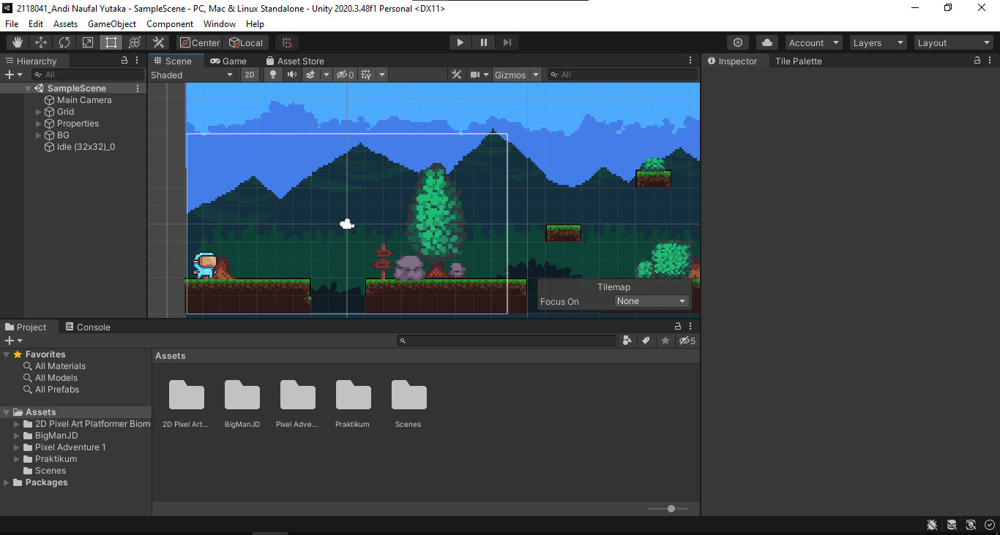 2118041_Andi Naufal Yutaka - SampleScene - PC, Mac & Linux Standalone - Unity 2020.3.48f1 Personal <DX11>
File Edit Assets GameObject Component Window Help
Center Local Account Layers Layout
Hierarchy Scene Game Asset Store Inspector Tile Palette
All Shaded 2D 0 Gizmos All
SampleScene
Main Camera
Grid
Properties
BG
Idle (32x32)_0
Tilemap
Focus On None
Project Console
5
Favorites
All Materials
All Models
All Prefabs
Assets
2D Pixel Art Platformer Biom
BigManJD
Pixel Adventure 1
Praktikum
Scenes
Packages
Assets
2D Pixel Art... BigManJD Pixel Adve... Praktikum Scenes